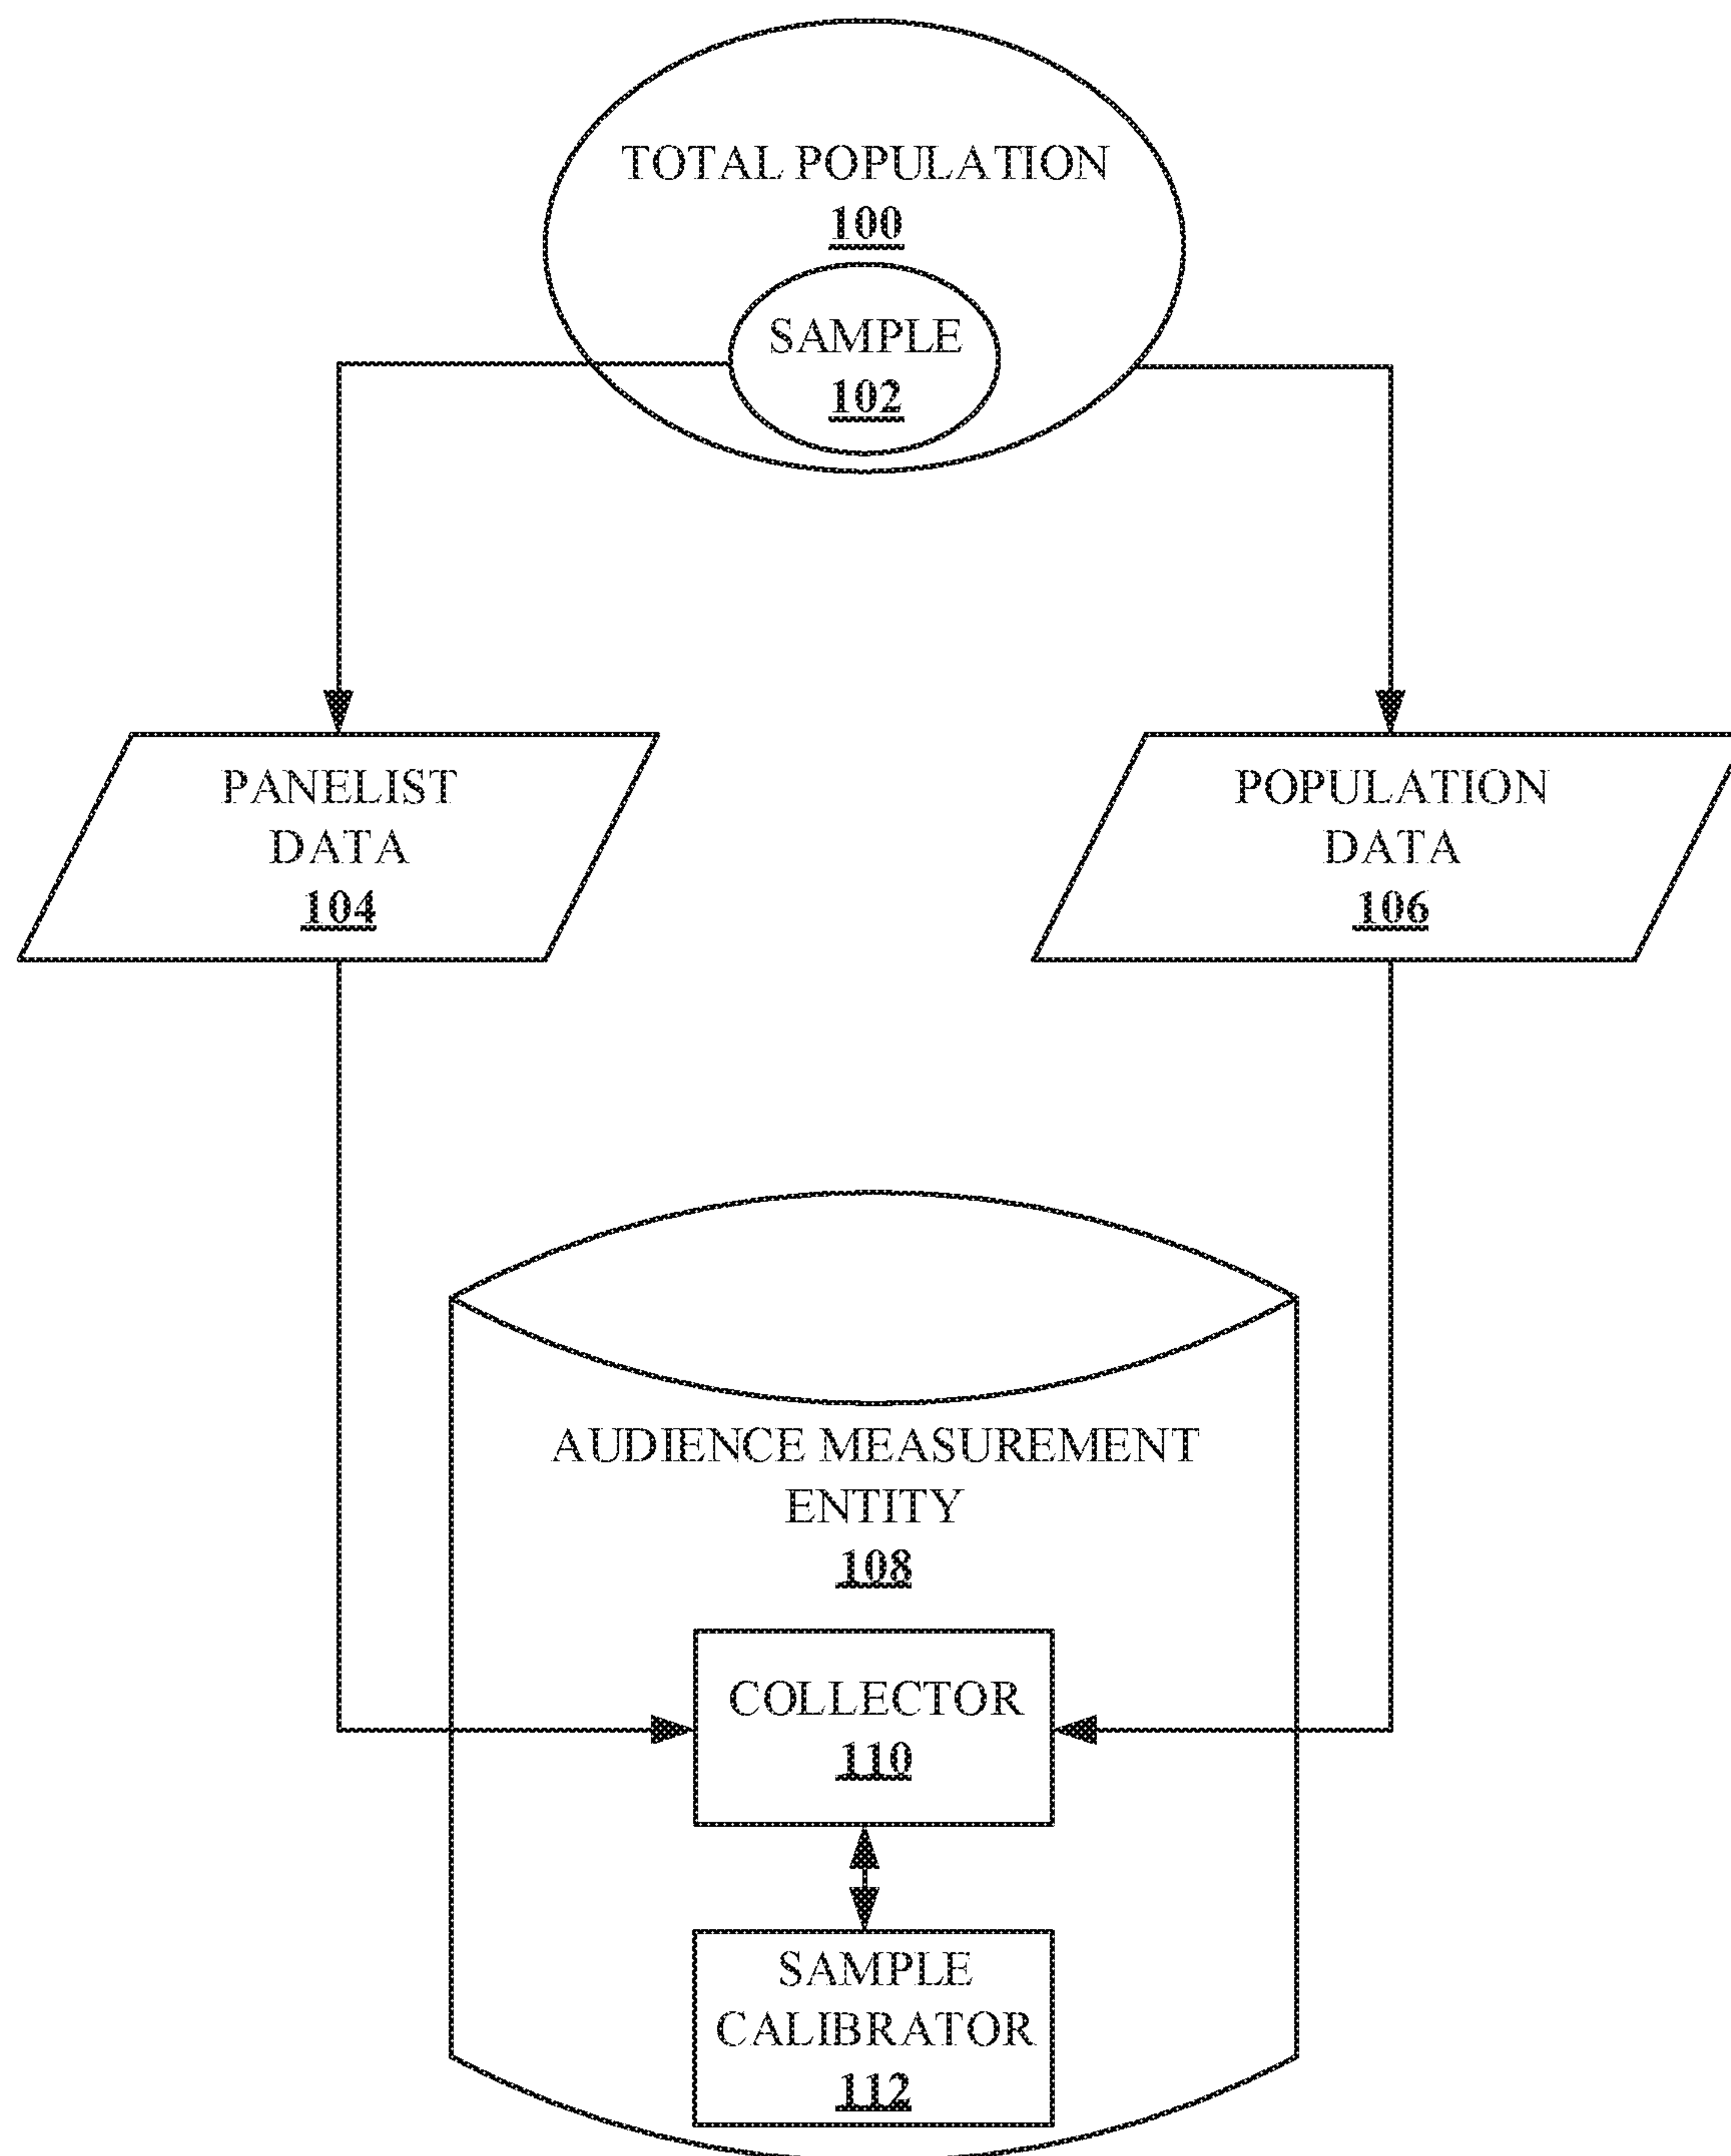 TOTAL POPULATION
100
SAMPLE
102
PANELIST
DATA
104
POPULATION
DATA
106
AUDIENCE MEASUREMENT
ENTITY
108
COLLECTOR
110
SAMPLE
CALIBRATOR
112